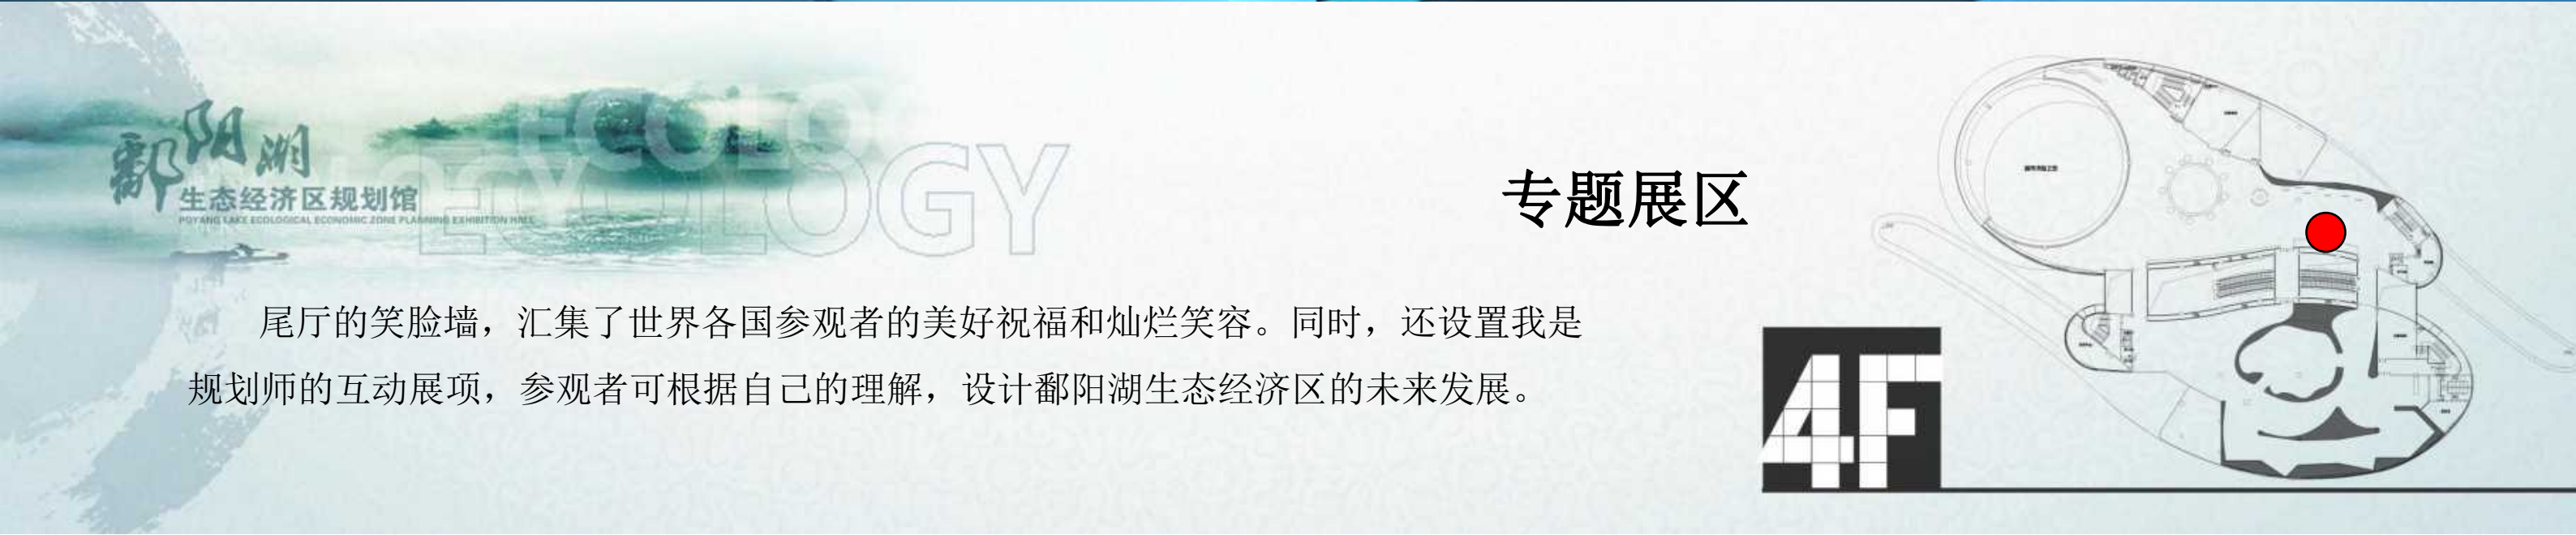 ECOLOGY
ECOLOGY
鄱阳湖
生态经济区规划馆
POYANG LAKE ECOLOGICAL ECONOMIC ZONE PLANNING EXHIBITION HALL
专题展区
尾厅的笑脸墙，汇集了世界各国参观者的美好祝福和灿烂笑容。同时，还设置我是
规划师的互动展项，参观者可根据自己的理解，设计鄱阳湖生态经济区的未来发展。
4F